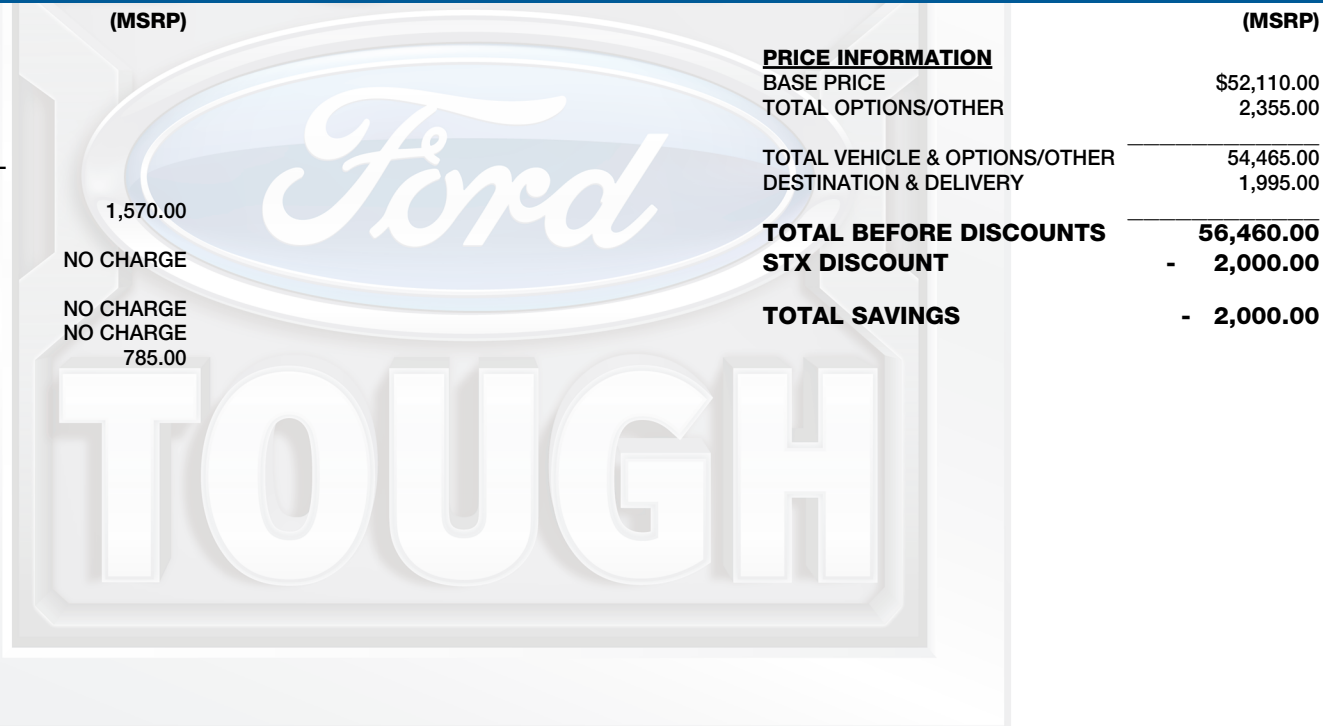 (MSRP)
1,570.00
NO CHARGE
NO CHARGE
NO CHARGE
785.00
Ford
TOUGH
(MSRP)
PRICE INFORMATION
BASE PRICE $52,110.00
TOTAL OPTIONS/OTHER 2,355.00
TOTAL VEHICLE & OPTIONS/OTHER 54,465.00
DESTINATION & DELIVERY 1,995.00
TOTAL BEFORE DISCOUNTS 56,460.00
STX DISCOUNT - 2,000.00
TOTAL SAVINGS - 2,000.00